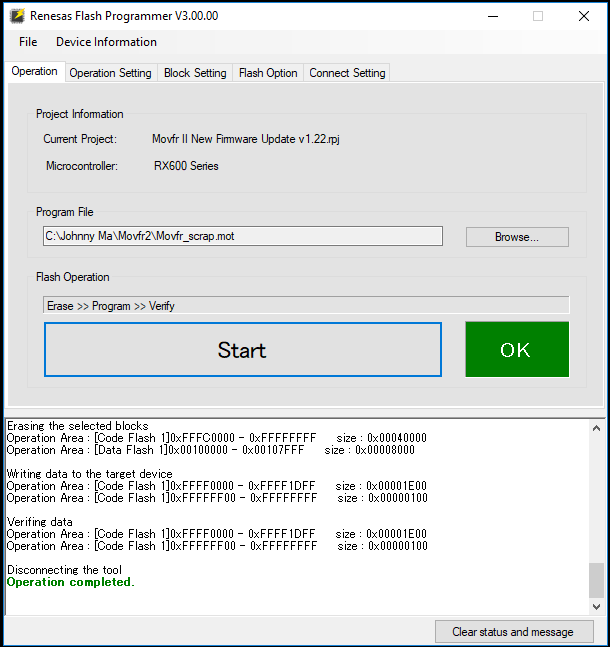 Renesas Flash Programmer V3.00.00
File Device Information
Operation Operation Setting Block Setting Flash Option Connect Setting
Project Information
Current Project: Movfr II New Firmware Update v1.22.rpj
Microcontroller: RX600 Series
Program File
C:\Johnny Ma\Movfr2\Movfr_scrap.mot Browse...
Flash Operation
Erase >> Program >> Verify
Start OK
Erasing the selected blocks
Operation Area : [Code Flash 1]0xFFFC0000 - 0xFFFFFFFF size : 0x00040000
Operation Area : [Data Flash 1]0x00100000 - 0x00107FFF size : 0x00008000
Writing data to the target device
Operation Area : [Code Flash 1]0xFFFF0000 - 0xFFFF1DFF size : 0x00001E00
Operation Area : [Code Flash 1]0xFFFFFF00 - 0xFFFFFFFF size : 0x00000100
Verifing data
Operation Area : [Code Flash 1]0xFFFF0000 - 0xFFFF1DFF size : 0x00001E00
Operation Area : [Code Flash 1]0xFFFFFF00 - 0xFFFFFFFF size : 0x00000100
Disconnecting the tool
Operation completed.
Clear status and message